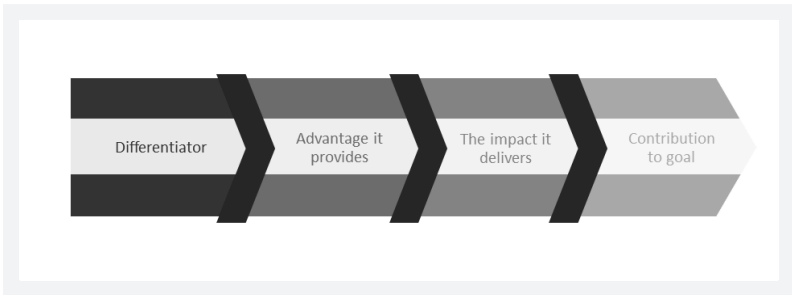 Differentiator
Advantage it
provides
The impact it
delivers
Contribution
to goal